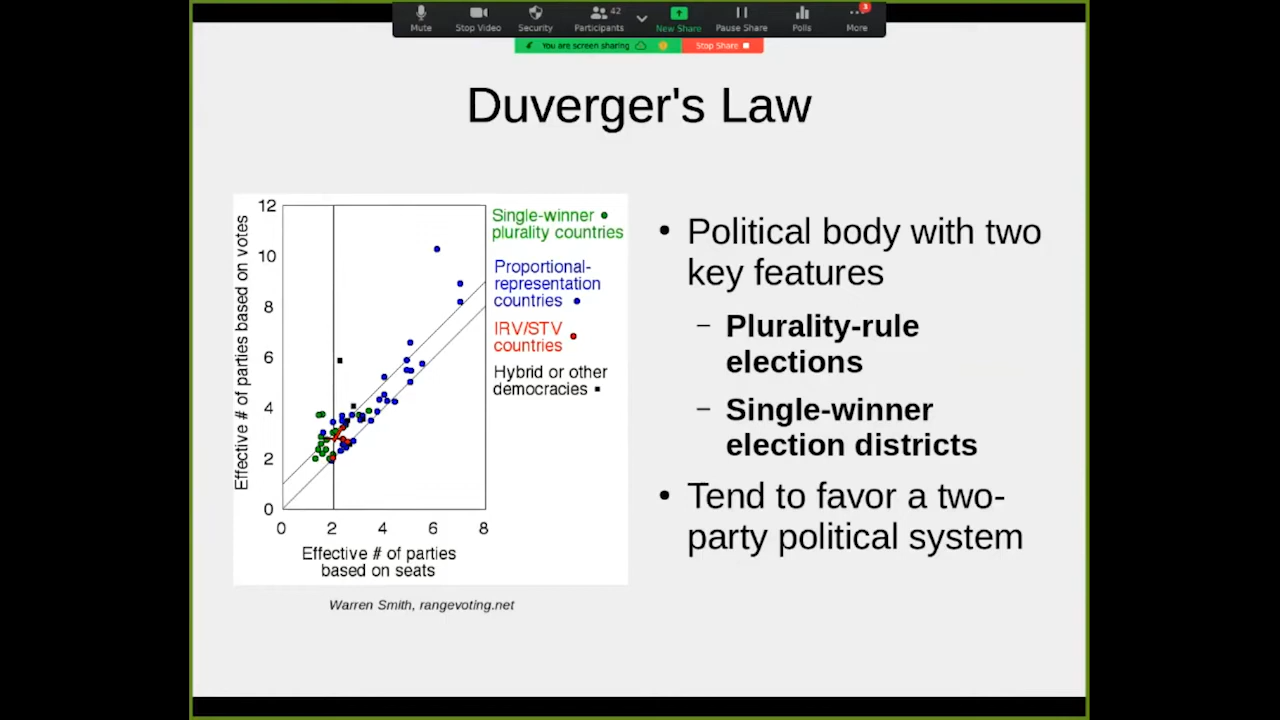 Mute
Stop Video
Security
Participants
42
New Share
Pause Share
Polls
More
3
You are screen sharing
Stop Share
Duverger's Law
Effective # of parties based on votes
12
10
8
6
4
2
0
0 2 4 6 8
Effective # of parties
based on seats
Single-winner
plurality countries
Proportional-
representation
countries
IRV/STV
countries
Hybrid or other
democracies
Warren Smith, rangevoting.net
• Political body with two
key features
– Plurality-rule
elections
– Single-winner
election districts
• Tend to favor a two-
party political system